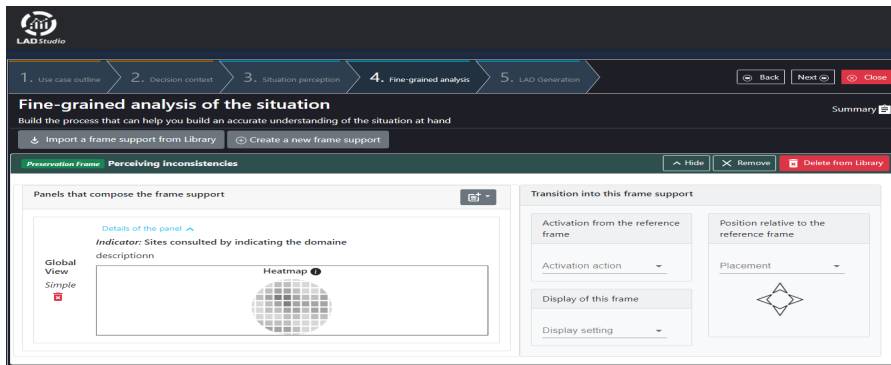 LAD Studio
1. Use case outline 2. Decision context 3. Situation perception 4. Fine-grained analysis 5. LAD Generation Back Next Close
Fine-grained analysis of the situation
Summary
Build the process that can help you build an accurate understanding of the situation at hand
Import a frame support from Library Create a new frame support
Preservation Frame Perceiving Inconsistencies Hide Remove Delete from Library
Panels that compose the frame support
Details of the panel
Indicator: Sites consulted by indicating the domaine
descriptionn
Global
View
Simple
Heatmap
Transition into this frame support
Activation from the reference
frame
Activation action
Position relative to the
reference frame
Placement
Display of this frame
Display setting